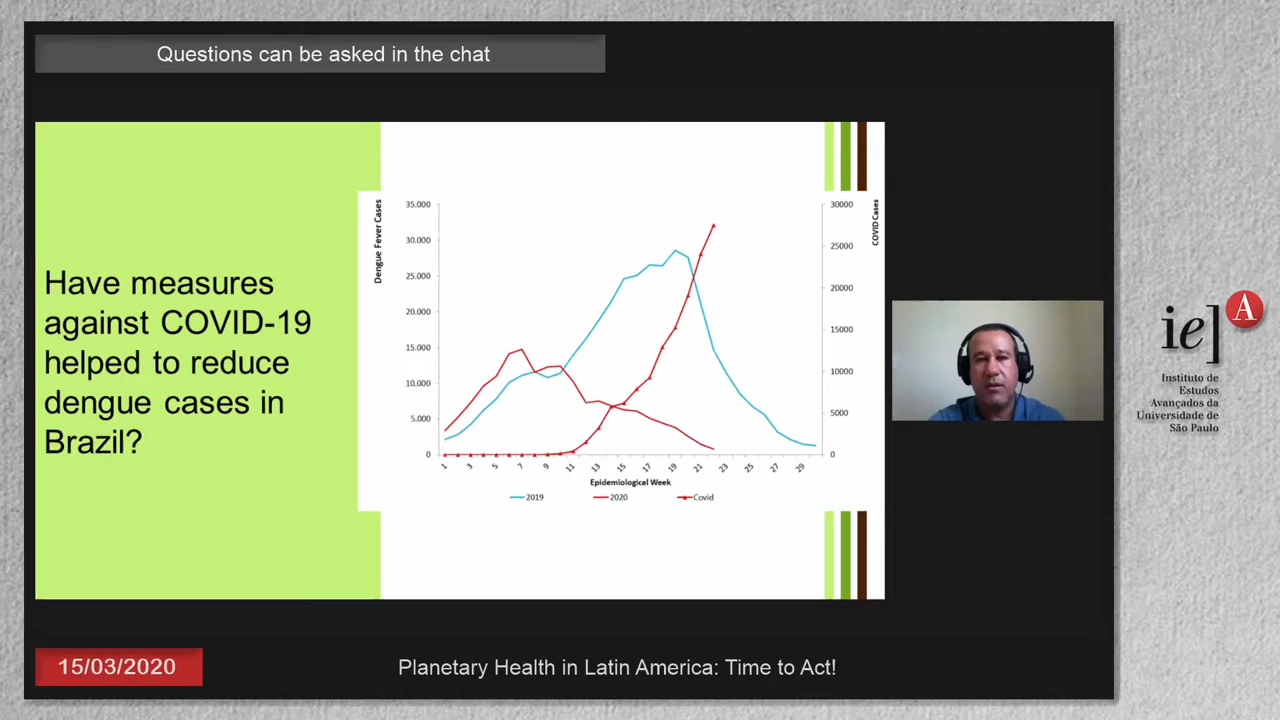 Questions can be asked in the chat
Have measures
against COVID-19
helped to reduce
dengue cases in
Brazil?
Dengue Fever Cases
35.000
30.000
25.000
20.000
15.000
10.000
5.000
0
30000
25000
20000
15000
10000
5000
0
COVID Cases
1 3 5 7 9 11 13 15 17 19 21 23 25 27 29
Epidemiological Week
2019 2020 Covid
ie] A
Instituto de
Estudos
Avançados da
Universidade de
São Paulo
15/03/2020
Planetary Health in Latin America: Time to Act!